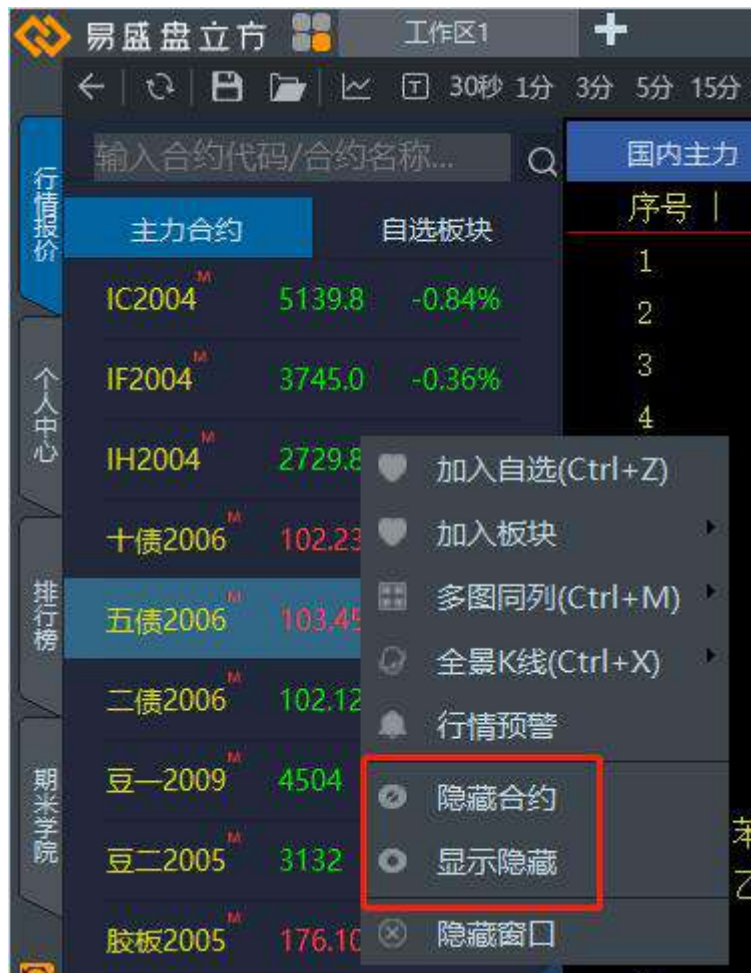 易盛盘立方 工作区1
T 30秒 1分 3分 5分 15分
输入合约代码/合约名称... 国内主力
主力合约 自选板块 序号
IC2004 M 5139.8 -0.84% 1
2
IF2004 M 3745.0 -0.36% 3
4
IH2004 M 2729.8
十债2006 M 102.23
五债2006 M 103.45
二债2006 M 102.12
豆一2009 M 4504
豆二2005 M 3132
胶板2005 M 176.10
行情报价
个人中心
排行榜
期米学院
加入自选(Ctrl+Z)
加入板块
多图同列(Ctrl+M)
全景K线(Ctrl+X)
行情预警
隐藏合约
显示隐藏
隐藏窗口
苯
乙